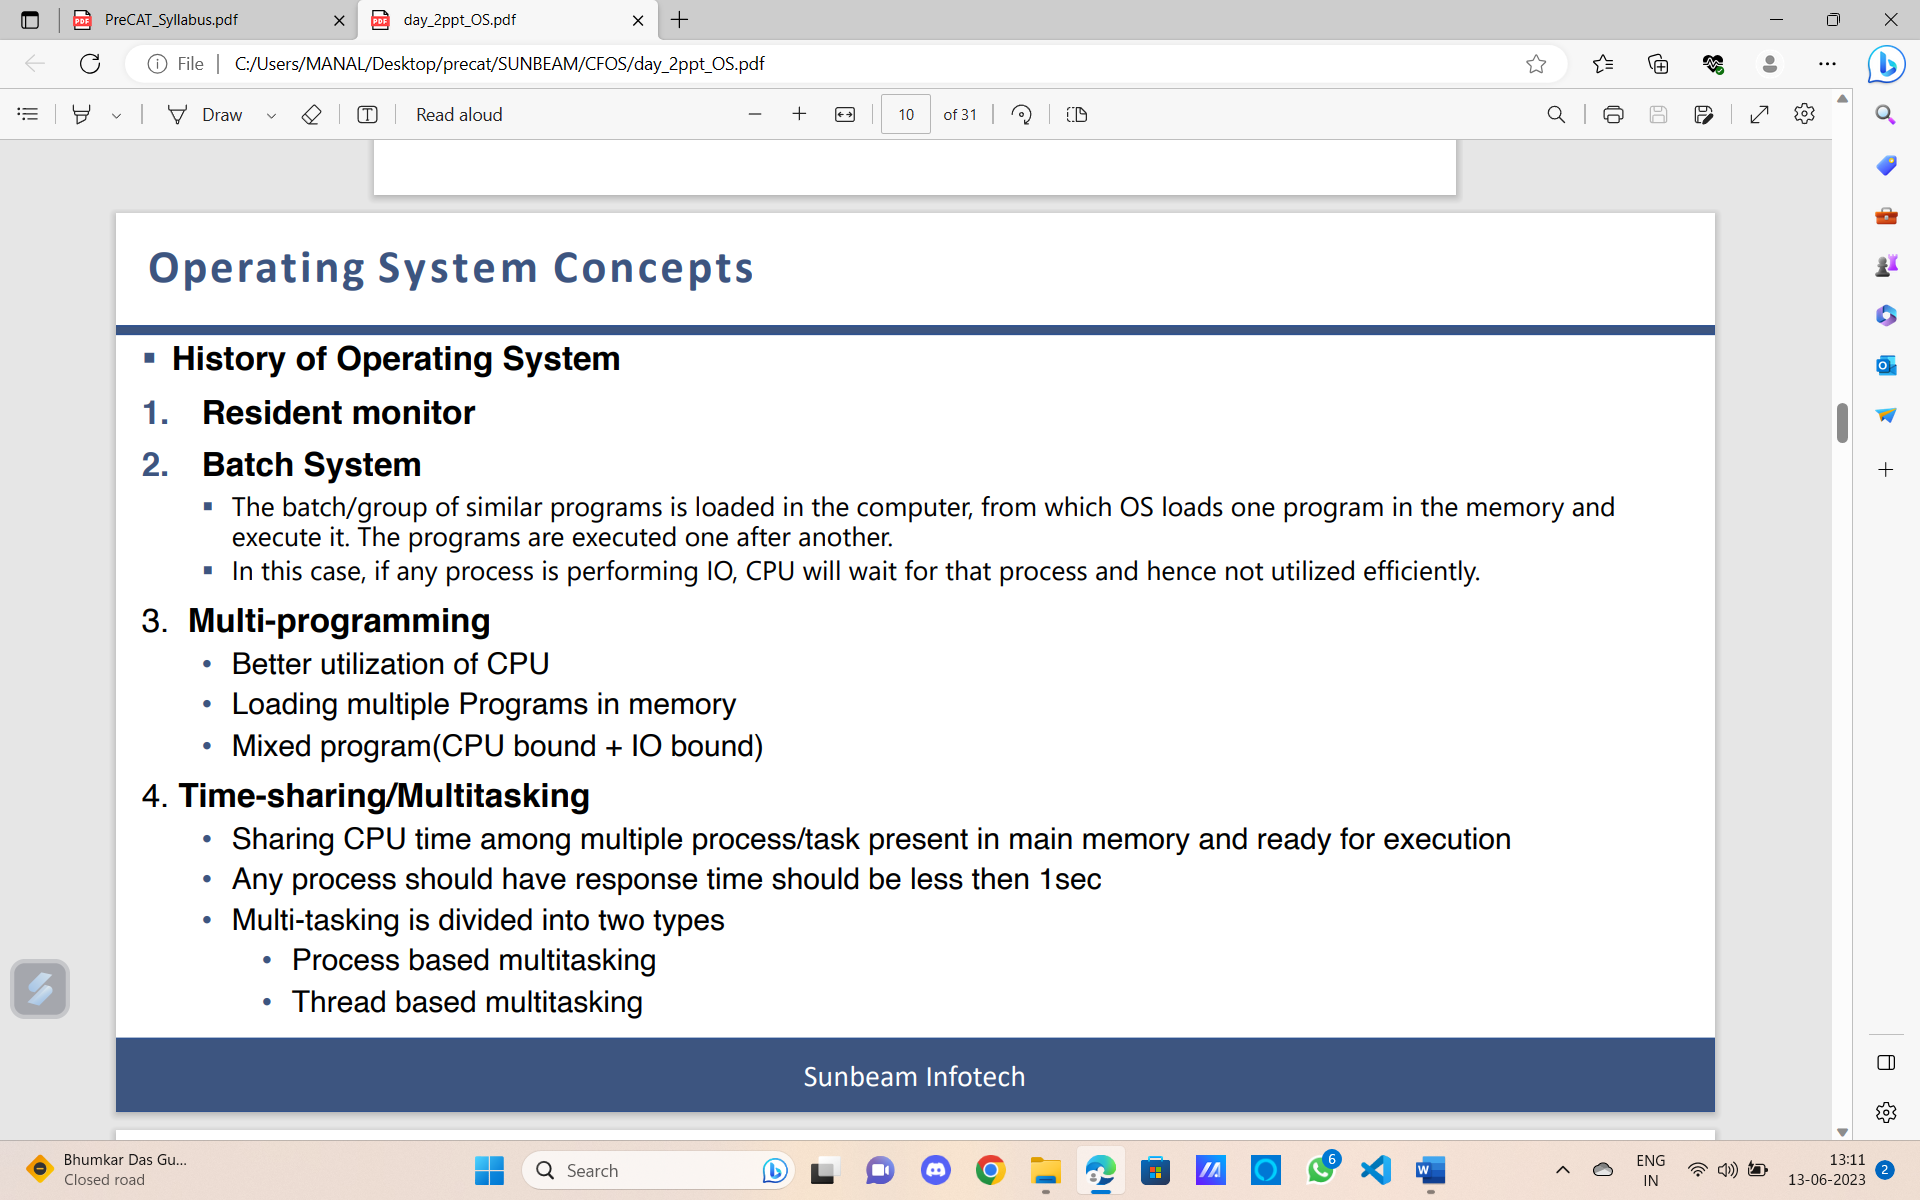 PreCAT_Syllabus.pdf
day_2ppt_OS.pdf
File
C:/Users/MANAL/Desktop/precat/SUNBEAM/CFOS/day_2ppt_OS.pdf
Draw
Read aloud
10 of 31
Operating System Concepts
▪ History of Operating System
1. Resident monitor
2. Batch System
▪ The batch/group of similar programs is loaded in the computer, from which OS loads one program in the memory and
execute it. The programs are executed one after another.
▪ In this case, if any process is performing IO, CPU will wait for that process and hence not utilized efficiently.
3. Multi-programming
• Better utilization of CPU
• Loading multiple Programs in memory
• Mixed program(CPU bound + IO bound)
4. Time-sharing/Multitasking
• Sharing CPU time among multiple process/task present in main memory and ready for execution
• Any process should have response time should be less then 1sec
• Multi-tasking is divided into two types
• Process based multitasking
• Thread based multitasking
Sunbeam Infotech
Bhumkar Das Gu...
Closed road
Search
6
ENG
IN
13:11
13-06-2023
2